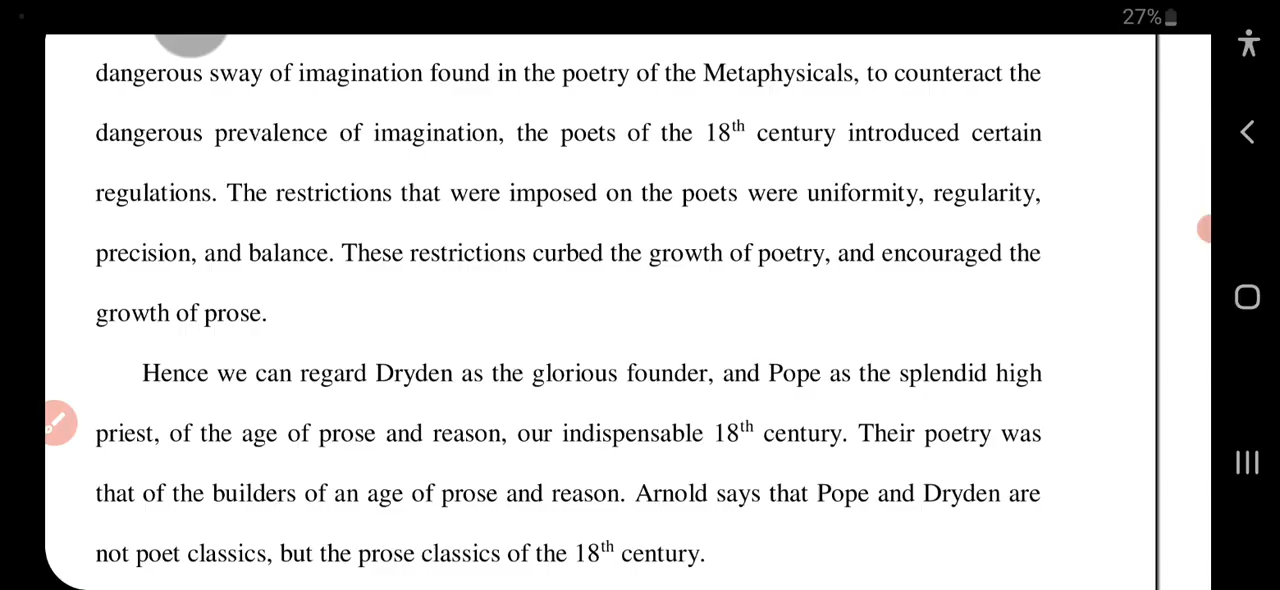 27%
dangerous sway of imagination found in the poetry of the Metaphysicals, to counteract the
dangerous prevalence of imagination, the poets of the 18th century introduced certain
regulations. The restrictions that were imposed on the poets were uniformity, regularity,
precision, and balance. These restrictions curbed the growth of poetry, and encouraged the
growth of prose.
Hence we can regard Dryden as the glorious founder, and Pope as the splendid high
priest, of the age of prose and reason, our indispensable 18th century. Their poetry was
that of the builders of an age of prose and reason. Arnold says that Pope and Dryden are
not poet classics, but the prose classics of the 18th century.